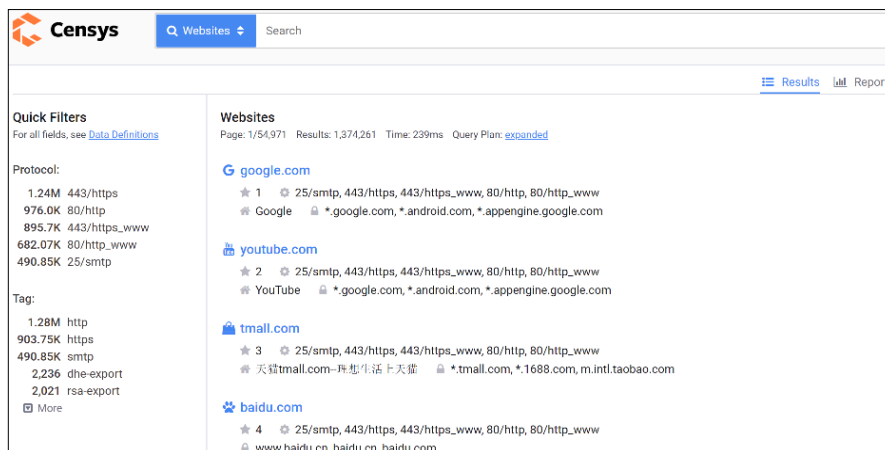 Censys
Websites
Search
Results
Repor
Quick Filters
For all fields, see Data Definitions
Protocol:
1.24M 443/https
976.0K 80/http
895.7K 443/https_www
682.07K 80/http_www
490.85K 25/smtp
Tag:
1.28M http
903.75K https
490.85K smtp
2,236 dhe-export
2,021 rsa-export
More
Websites
Page: 1/54,971 Results: 1,374,261 Time: 239ms Query Plan: expanded
google.com
1 25/smtp, 443/https, 443/https_www, 80/http, 80/http_www
Google *.google.com, *.android.com, *.appengine.google.com
youtube.com
2 25/smtp, 443/https, 443/https_www, 80/http, 80/http_www
YouTube *.google.com, *.android.com, *.appengine.google.com
tmall.com
3 25/smtp, 443/https, 443/https_www, 80/http, 80/http_www
天猫tmall.com--理想生活上天猫 *.tmall.com, *.1688.com, m.intl.taobao.com
baidu.com
4 25/smtp, 443/https, 443/https_www, 80/http, 80/http_www
www.baidu.cn, baidu.cn, baidu.com